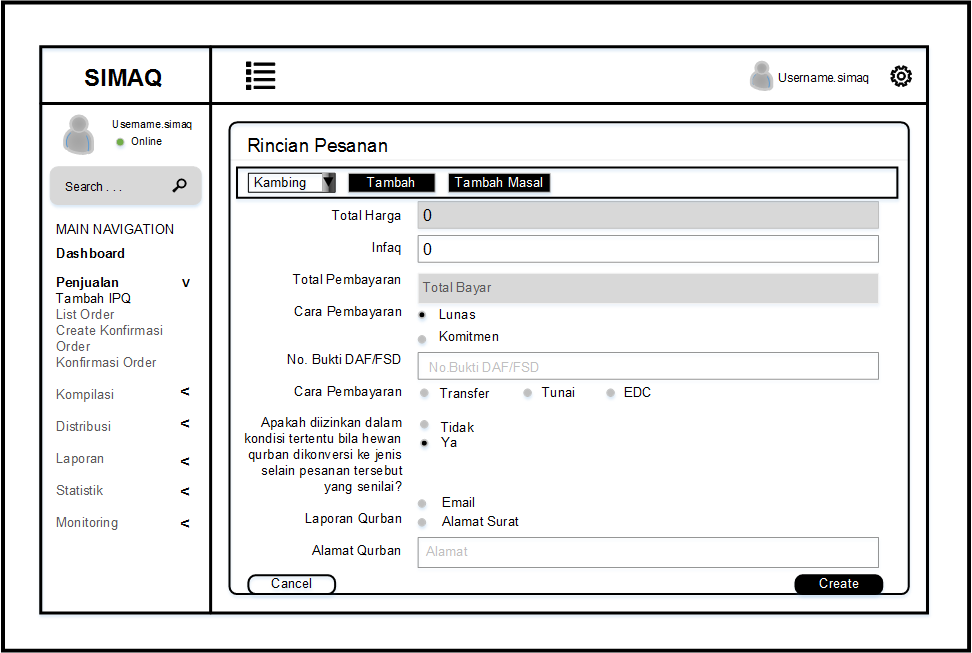 SIMAQ
Username.simaq
Username.simaq
Online
Search . . .
MAIN NAVIGATION
Dashboard
Penjualan v
Tambah IPQ
List Order
Create Konfirmasi
Order
Konfirmasi Order
Kompilasi <
Distribusi <
Laporan <
Statistik <
Monitoring <
Rincian Pesanan
Kambing Tambah Tambah Masal
Total Harga 0
Infaq 0
Total Pembayaran Total Bayar
Cara Pembayaran Lunas
Komitmen
No. Bukti DAF/FSD No.Bukti DAF/FSD
Cara Pembayaran Transfer Tunai EDC
Apakah diizinkan dalam
kondisi tertentu bila hewan
qurban dikonversi ke jenis
selain pesanan tersebut
yang senilai?
Tidak
Ya
Laporan Qurban
Email
Alamat Surat
Alamat Qurban Alamat
Cancel Create